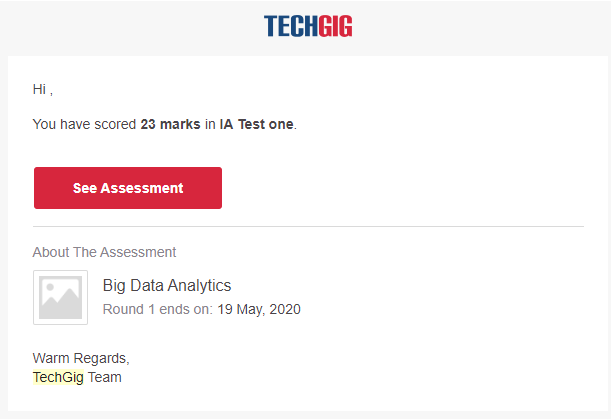 TECHGIG
Hi ,
You have scored 23 marks in IA Test one.
See Assessment
About The Assessment
Big Data Analytics
Round 1 ends on: 19 May, 2020
Warm Regards,
TechGig Team